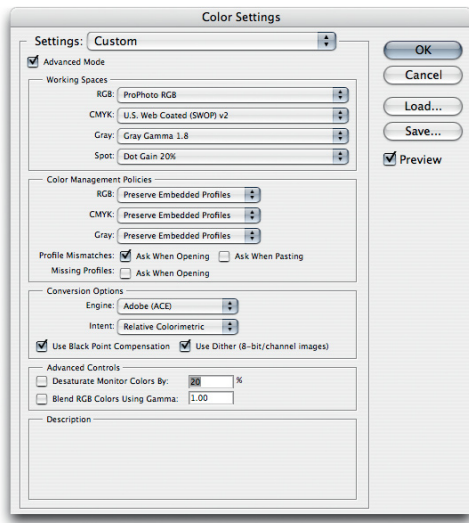 Color Settings
Settings: Custom
OK
Advanced Mode
Cancel
Working Spaces
RGB: ProPhoto RGB
Load...
CMYK: U.S. Web Coated (SWOP) v2
Save...
Gray: Gray Gamma 1.8
Spot: Dot Gain 20%
Preview
Color Management Policies
RGB: Preserve Embedded Profiles
CMYK: Preserve Embedded Profiles
Gray: Preserve Embedded Profiles
Profile Mismatches: Ask When Opening Ask When Pasting
Missing Profiles: Ask When Opening
Conversion Options
Engine: Adobe (ACE)
Intent: Relative Colorimetric
Use Black Point Compensation Use Dither (8-bit/channel images)
Advanced Controls
Desaturate Monitor Colors By: 20 %
Blend RGB Colors Using Gamma: 1.00
Description